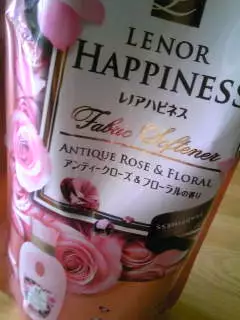 LENOR
HAPPINESS
レノアハピネス
Fabric Softener
ANTIQUE ROSE & FLORAL
アンティークローズ&フローラルの香り